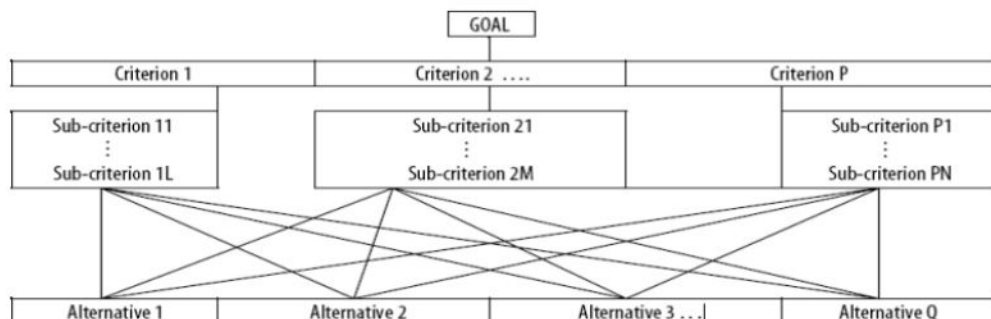 GOAL
Criterion 1 Criterion 2 .... Criterion P
Sub-criterion 11 Sub-criterion 21 Sub-criterion P1
⋮ ⋮ ⋮
Sub-criterion 1L Sub-criterion 2M Sub-criterion PN
Alternative 1 Alternative 2 Alternative 3 ... Alternative Q